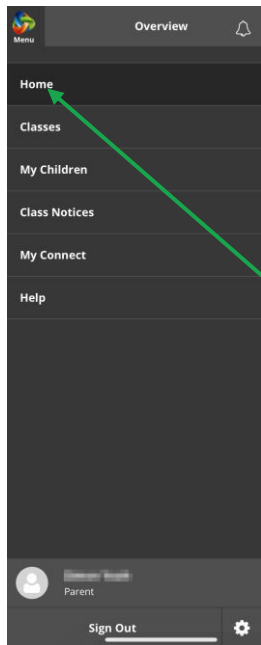 Overview
Menu
Home
Classes
My Children
Class Notices
My Connect
Help
Parent
Sign Out